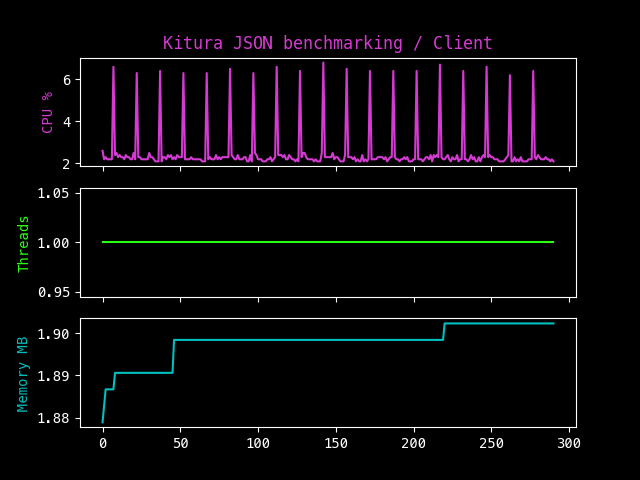 Kitura JSON benchmarking / Client
CPU %
6
4
2
Threads
1.05
1.00
0.95
Memory MB
1.90
1.89
1.88
0 50 100 150 200 250 300